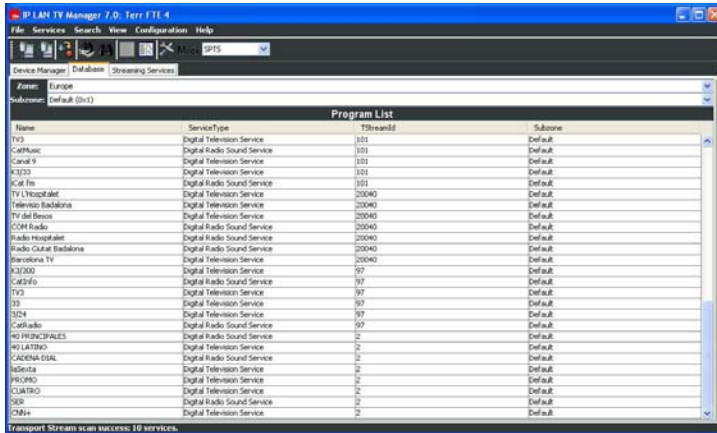 IP LAN TV Manager 7.0: Terr FTE 4
File Services Search View Configuration Help
Mode SPTS
Device Manager Database Streaming Services
Zone: Europe
Subzone: Default (0x1)
Program List
Name ServiceType TStreamId Subzone
TV3 Digital Television Service 101 Default
CatMusic Digital Radio Sound Service 101 Default
Canal 9 Digital Television Service 101 Default
K3/33 Digital Television Service 101 Default
iCat fm Digital Radio Sound Service 101 Default
TV L'Hospitalet Digital Television Service 20040 Default
Televisio Badalona Digital Television Service 20040 Default
TV del Besos Digital Television Service 20040 Default
COM Radio Digital Radio Sound Service 20040 Default
Radio Hospitalet Digital Radio Sound Service 20040 Default
Radio Ciutat Badalona Digital Radio Sound Service 20040 Default
Barcelona TV Digital Television Service 20040 Default
K3/300 Digital Television Service 97 Default
CatInfo Digital Radio Sound Service 97 Default
TV3 Digital Television Service 97 Default
33 Digital Television Service 97 Default
3/24 Digital Television Service 97 Default
CatRadio Digital Radio Sound Service 97 Default
40 PRINCIPALES Digital Radio Sound Service 2 Default
40 LATINO Digital Television Service 2 Default
CADENA DIAL Digital Radio Sound Service 2 Default
laSexta Digital Television Service 2 Default
PROMO Digital Television Service 2 Default
CUATRO Digital Television Service 2 Default
SER Digital Radio Sound Service 2 Default
CNN+ Digital Television Service 2 Default
Transport Stream scan success: 10 services.